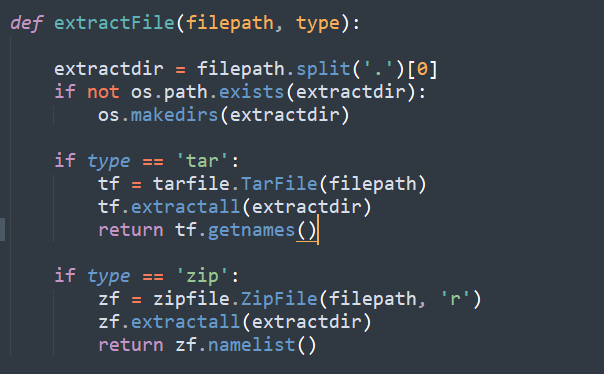 def extractFile(filepath, type):
extractdir = filepath.split('.')[0]
if not os.path.exists(extractdir):
os.makedirs(extractdir)
if type == 'tar':
tf = tarfile.TarFile(filepath)
tf.extractall(extractdir)
return tf.getnames()
if type == 'zip':
zf = zipfile.ZipFile(filepath, 'r')
zf.extractall(extractdir)
return zf.namelist()